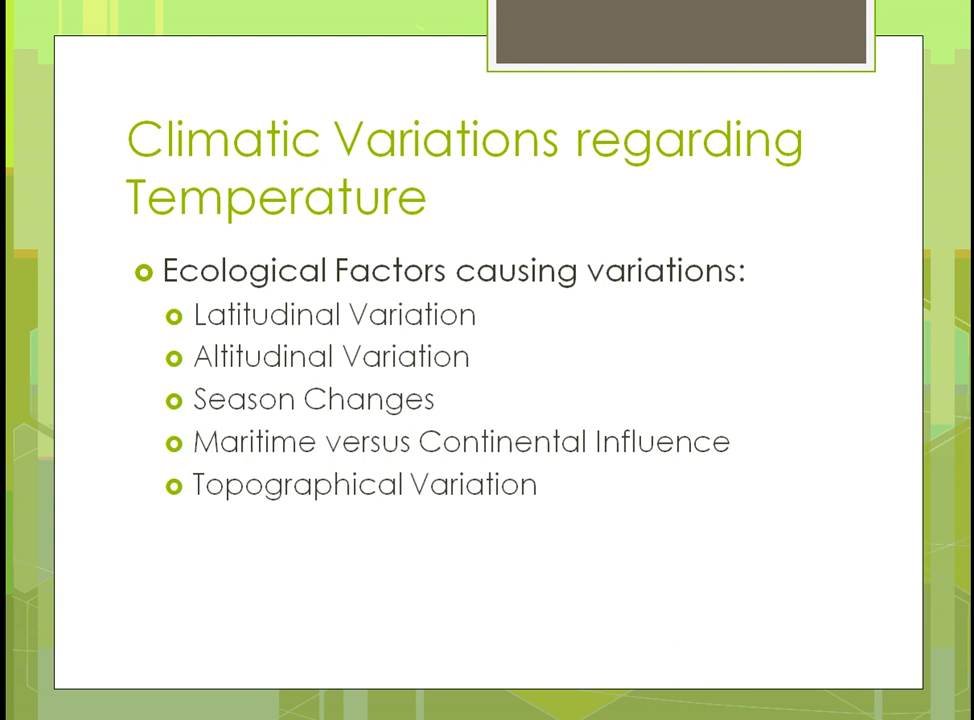 Climatic Variations regarding
Temperature
Ecological Factors causing variations:
Latitudinal Variation
Altitudinal Variation
Season Changes
Maritime versus Continental Influence
Topographical Variation